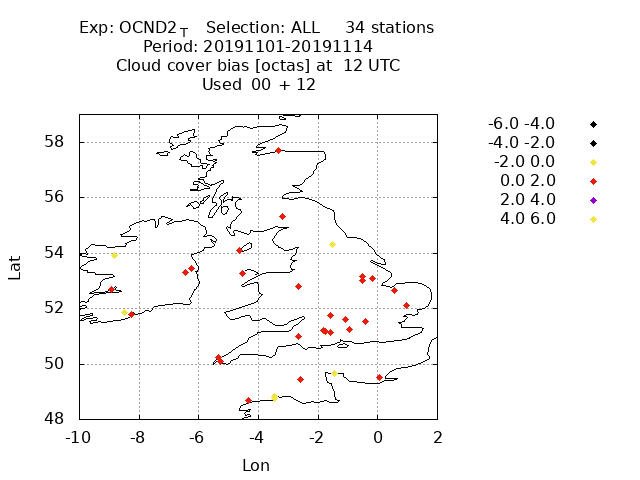 Exp: OCND2_T Selection: ALL 34 stations
Period: 20191101-20191114
Cloud cover bias [octas] at 12 UTC
Used 00 + 12
-6.0 -4.0
-4.0 -2.0
-2.0 0.0
0.0 2.0
2.0 4.0
4.0 6.0
58
56
54
52
50
48
Lat
-10 -8 -6 -4 -2 0 2
Lon